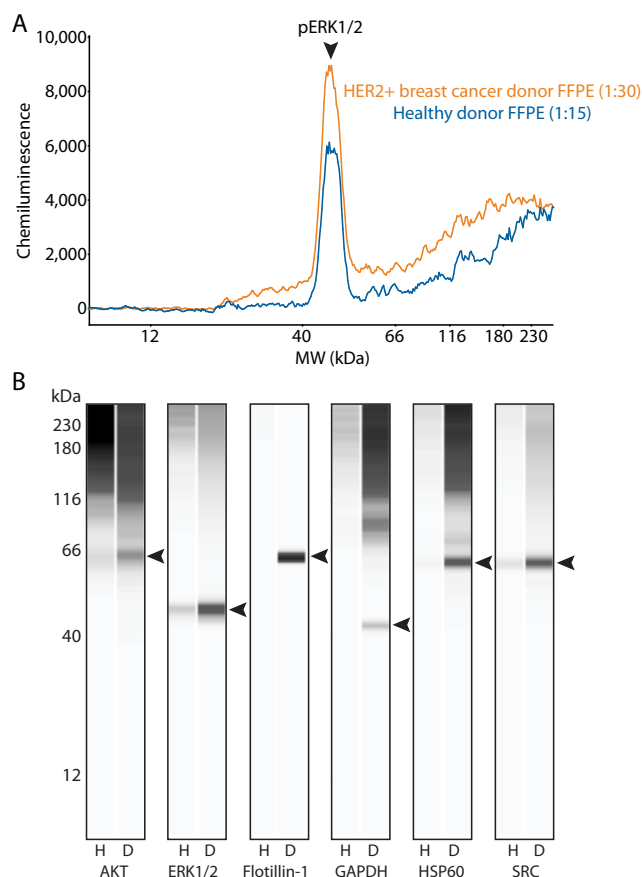 A
pERK1/2
10,000
8,000
6,000
4,000
2,000
0
Chemiluminescence
HER2+ breast cancer donor FFPE (1:30)
Healthy donor FFPE (1:15)
12 40 66 116 180 230
MW (kDa)
B
kDa
230
180
116
66
40
12
H D H D H D H D H D H D
AKT ERK1/2 Flotillin-1 GAPDH HSP60 SRC